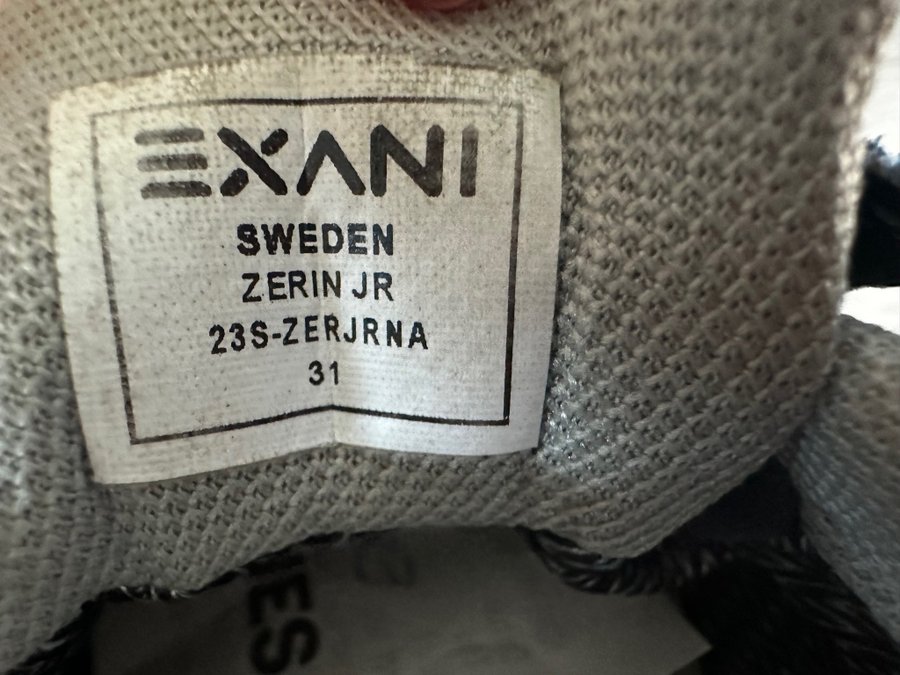 EXANI
SWEDEN
ZERIN JR
23S-ZERJRNA
31